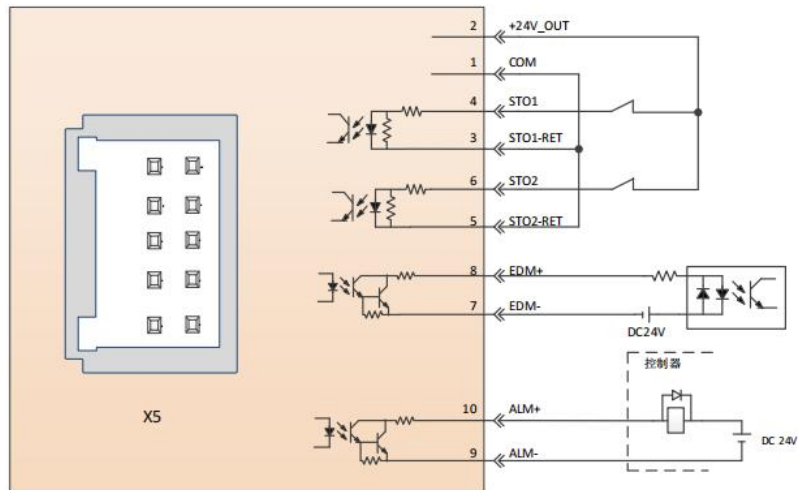 2 +24V_OUT
1 COM
4 STO1
3 STO1-RET
6 STO2
5 STO2-RET
8 EDM+
7 EDM-
DC24V
控制器
X5
10 ALM+
9 ALM-
DC 24V